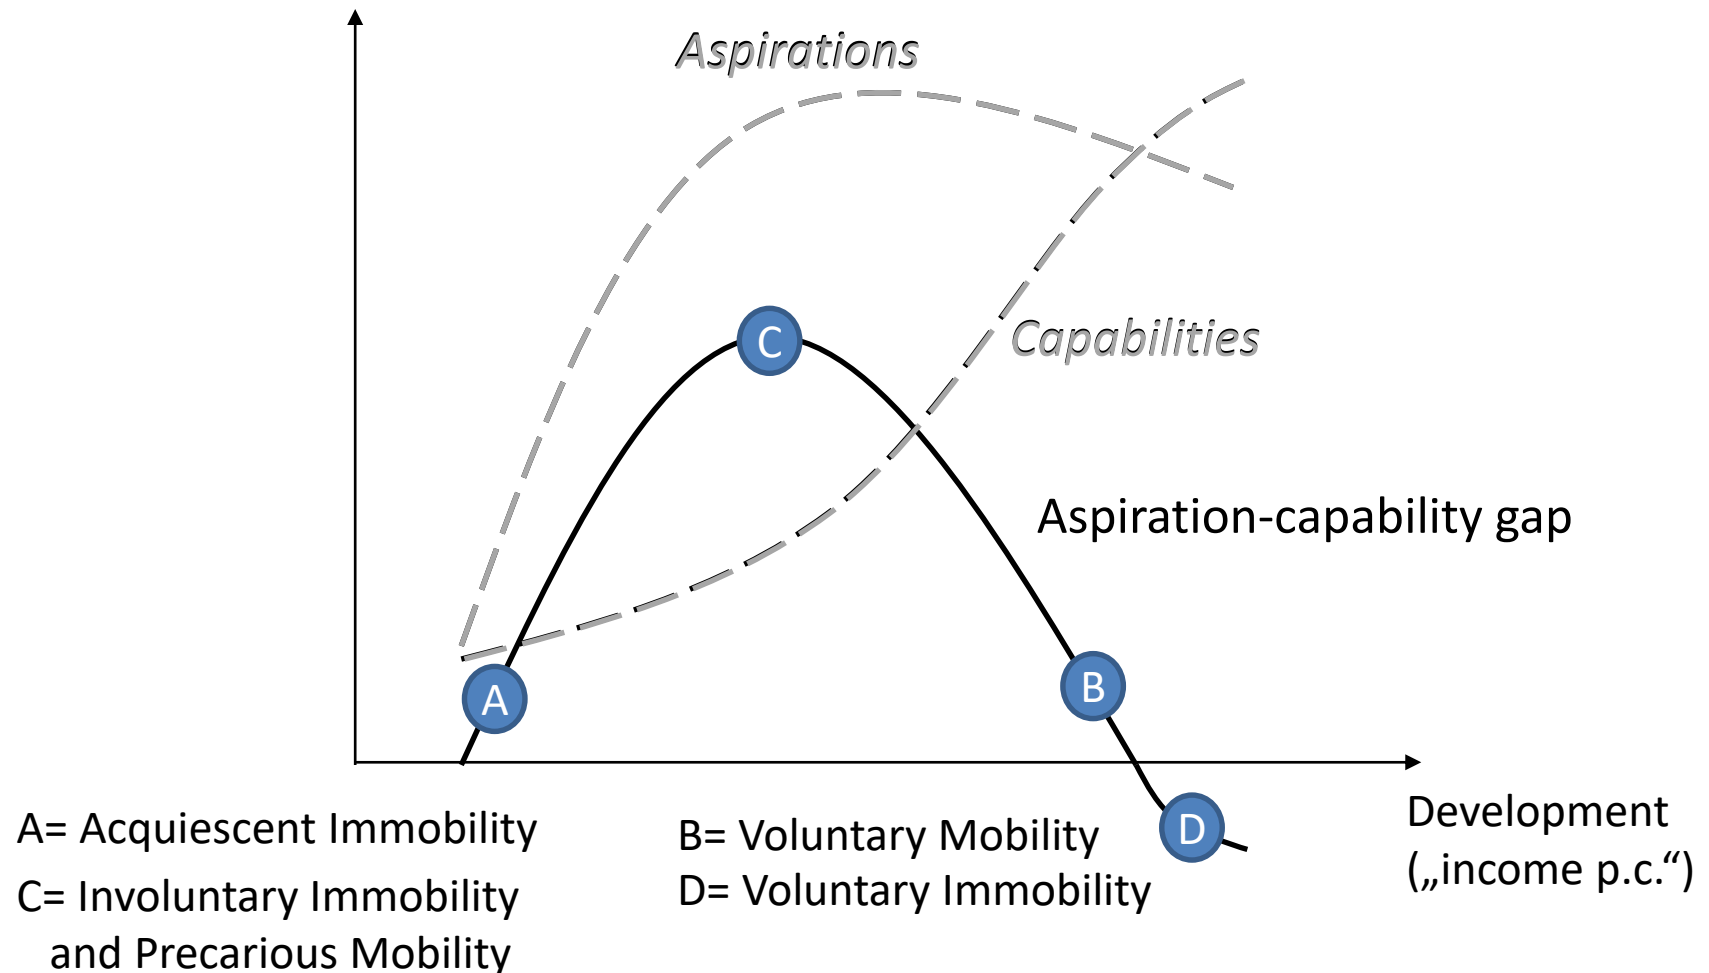 Aspirations
C
Capabilities
Aspiration-capability gap
A
B
D
Development
(„income p.c.“)
A= Acquiescent Immobility
C= Involuntary Immobility
and Precarious Mobility
B= Voluntary Mobility
D= Voluntary Immobility